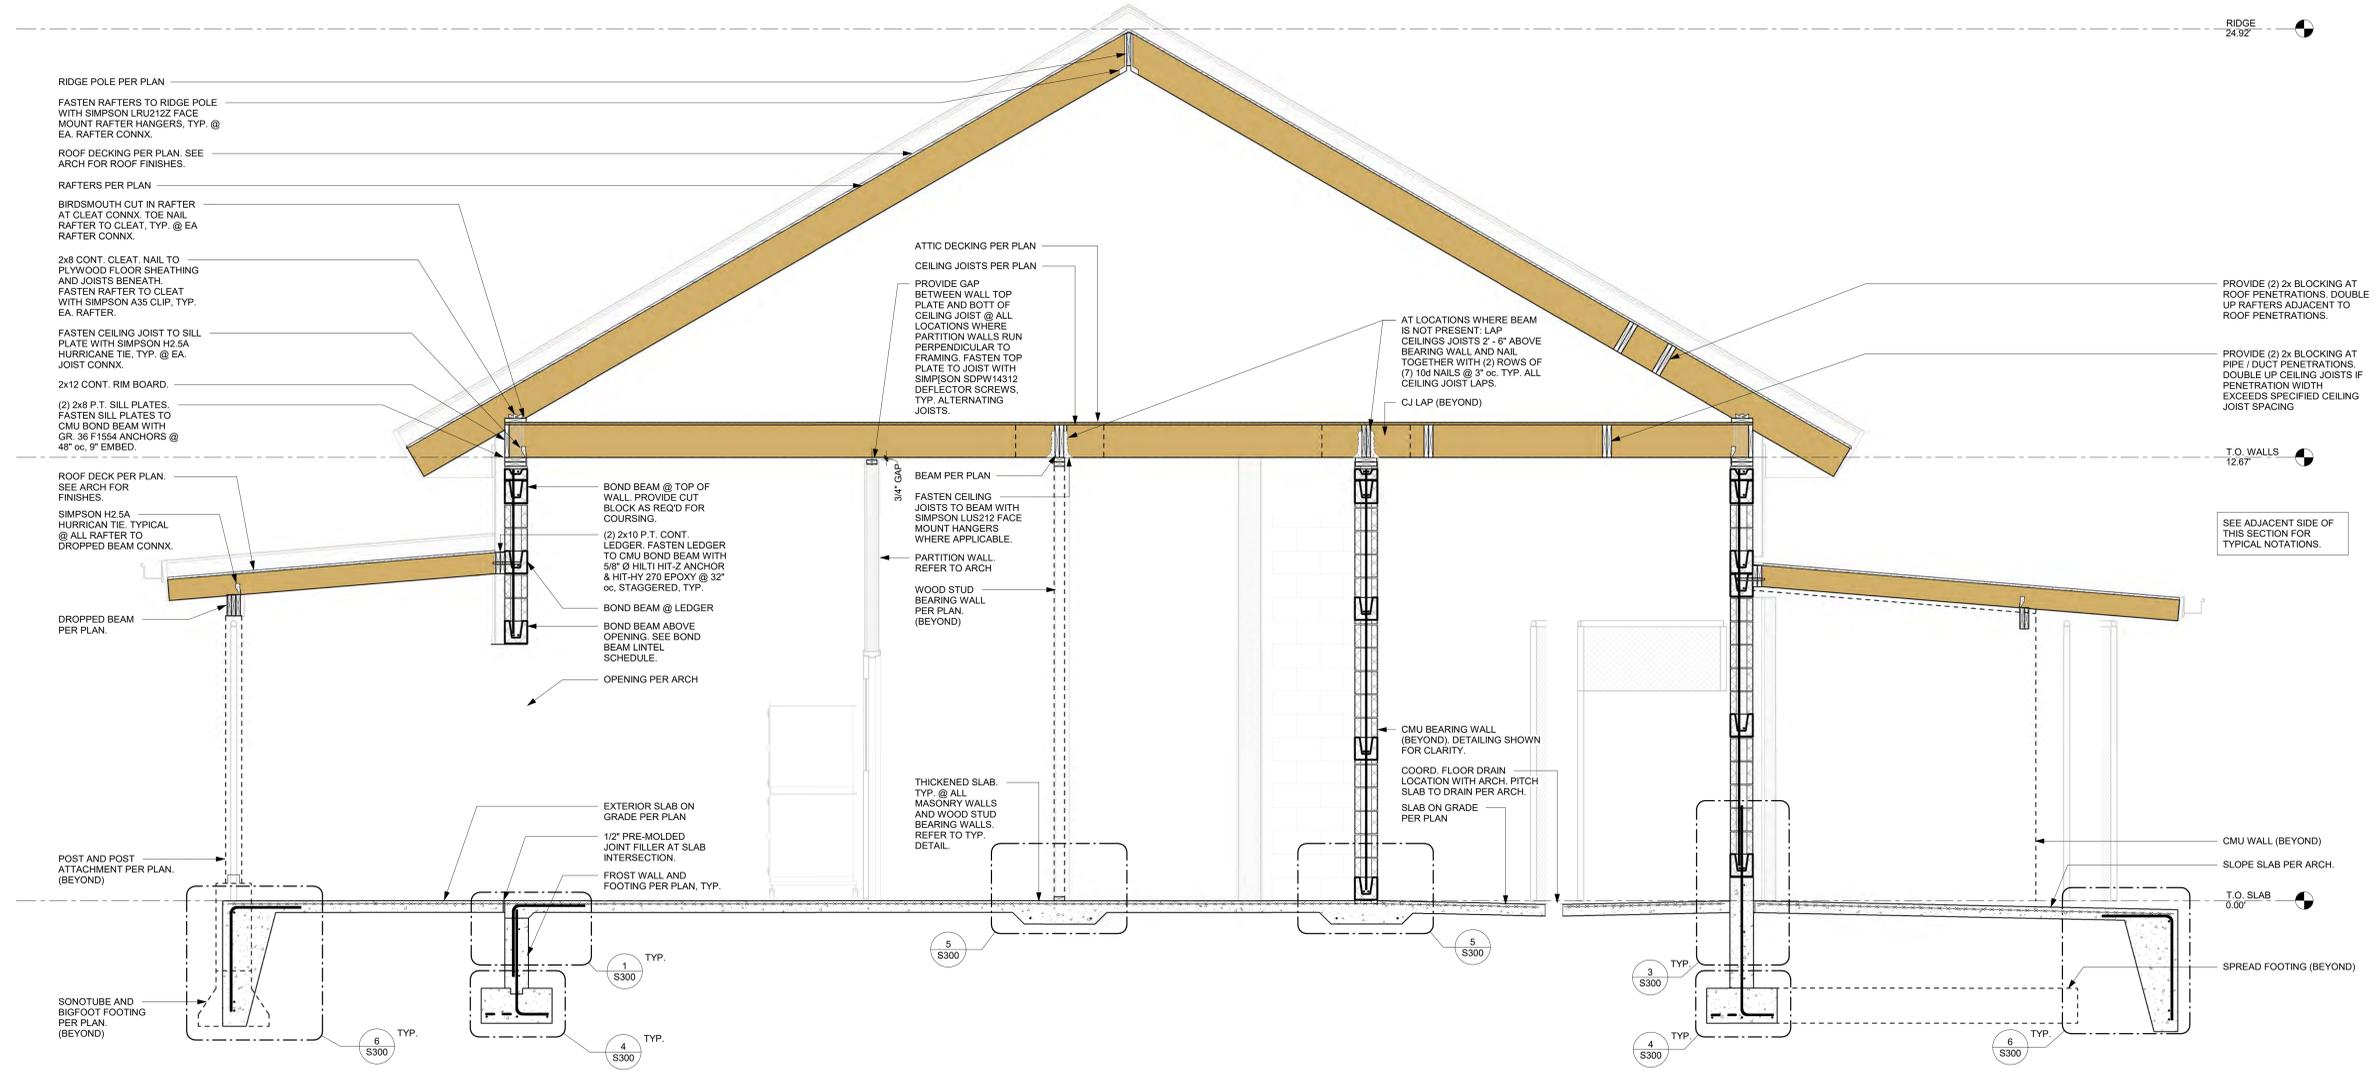 RIDGE
24.92'
RIDGE POLE PER PLAN
FASTEN RAFTERS TO RIDGE POLE
WITH SIMPSON LRU212Z FACE
MOUNT RAFTER HANGERS, TYP. @
EA. RAFTER CONNX.
ROOF DECKING PER PLAN. SEE
ARCH FOR ROOF FINISHES.
RAFTERS PER PLAN
BIRDSMOUTH CUT IN RAFTER
AT CLEAT CONNX. TOE NAIL
RAFTER TO CLEAT, TYP. @ EA
RAFTER CONNX.
2x8 CONT. CLEAT. NAIL TO
PLYWOOD FLOOR SHEATHING
AND JOISTS BENEATH.
FASTEN RAFTER TO CLEAT
WITH SIMPSON A35 CLIP, TYP.
EA. RAFTER.
FASTEN CEILING JOIST TO SILL
PLATE WITH SIMPSON H2.5A
HURRICANE TIE, TYP. @ EA.
JOIST CONNX.
2x12 CONT. RIM BOARD.
(2) 2x8 P.T. SILL PLATES.
FASTEN SILL PLATES TO
CMU BOND BEAM WITH
GR. 36 F1554 ANCHORS @
48" oc, 9" EMBED.
ROOF DECK PER PLAN.
SEE ARCH FOR
FINISHES.
SIMPSON H2.5A
HURRICAN TIE. TYPICAL
@ ALL RAFTER TO
DROPPED BEAM CONNX.
DROPPED BEAM
PER PLAN.
POST AND POST
ATTACHMENT PER PLAN.
(BEYOND)
SONOTUBE AND
BIGFOOT FOOTING
PER PLAN.
(BEYOND)
BOND BEAM @ TOP OF
WALL. PROVIDE CUT
BLOCK AS REQ'D FOR
COURSING.
(2) 2x10 P.T. CONT.
LEDGER. FASTEN LEDGER
TO CMU BOND BEAM WITH
5/8" Ø HILTI HIT-Z ANCHOR
& HIT-HY 270 EPOXY @ 32"
oc, STAGGERED, TYP.
BOND BEAM @ LEDGER
BOND BEAM ABOVE
OPENING. SEE BOND
BEAM LINTEL
SCHEDULE.
OPENING PER ARCH
EXTERIOR SLAB ON
GRADE PER PLAN
1/2" PRE-MOLDED
JOINT FILLER AT SLAB
INTERSECTION.
FROST WALL AND
FOOTING PER PLAN, TYP.
ATTIC DECKING PER PLAN
CEILING JOISTS PER PLAN
PROVIDE GAP
BETWEEN WALL TOP
PLATE AND BOTT OF
CEILING JOIST @ ALL
LOCATIONS WHERE
PARTITION WALLS RUN
PERPENDICULAR TO
FRAMING. FASTEN TOP
PLATE TO JOIST WITH
SIMP[SON SDPW14312
DEFLECTOR SCREWS,
TYP. ALTERNATING
JOISTS.
3/4" GAP
BEAM PER PLAN
FASTEN CEILING
JOISTS TO BEAM WITH
SIMPSON LUS212 FACE
MOUNT HANGERS
WHERE APPLICABLE.
PARTITION WALL.
REFER TO ARCH
WOOD STUD
BEARING WALL
PER PLAN.
(BEYOND)
THICKENED SLAB.
TYP. @ ALL
MASONRY WALLS
AND WOOD STUD
BEARING WALLS.
REFER TO TYP.
DETAIL.
AT LOCATIONS WHERE BEAM
IS NOT PRESENT: LAP
CEILINGS JOISTS 2' - 6" ABOVE
BEARING WALL AND NAIL
TOGETHER WITH (2) ROWS OF
(7) 10d NAILS @ 3" oc. TYP. ALL
CEILING JOIST LAPS.
CJ LAP (BEYOND)
CMU BEARING WALL
(BEYOND). DETAILING SHOWN
FOR CLARITY.
COORD. FLOOR DRAIN
LOCATION WITH ARCH. PITCH
SLAB TO DRAIN PER ARCH.
SLAB ON GRADE
PER PLAN
PROVIDE (2) 2x BLOCKING AT
ROOF PENETRATIONS. DOUBLE
UP RAFTERS ADJACENT TO
ROOF PENETRATIONS.
PROVIDE (2) 2x BLOCKING AT
PIPE / DUCT PENETRATIONS.
DOUBLE UP CEILING JOISTS IF
PENETRATION WIDTH
EXCEEDS SPECIFIED CEILING
JOIST SPACING
T.O. WALLS
12.67'
SEE ADJACENT SIDE OF
THIS SECTION FOR
TYPICAL NOTATIONS.
CMU WALL (BEYOND)
SLOPE SLAB PER ARCH.
T.O. SLAB
0.00'
SPREAD FOOTING (BEYOND)
6
S300
TYP.
1
S300
TYP.
4
S300
TYP.
5
S300
5
S300
3
S300
TYP.
4
S300
TYP.
6
S300
TYP.